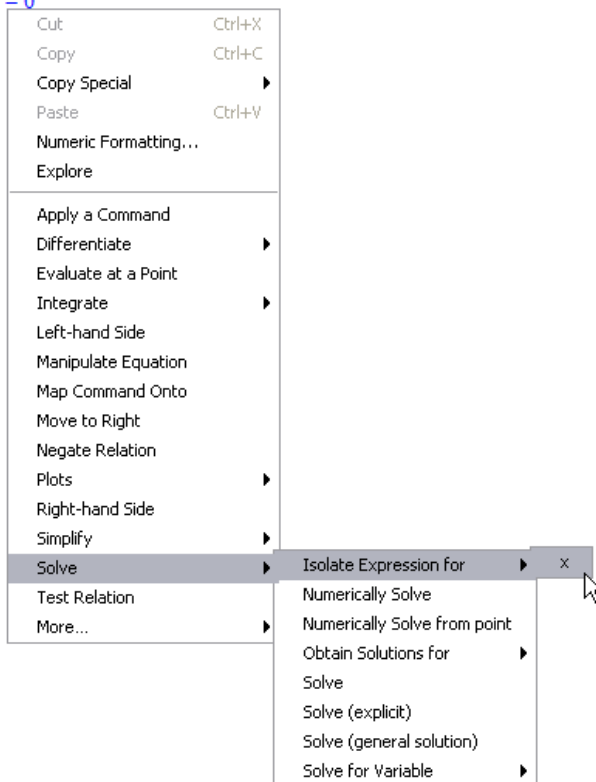 = 0
Cut Ctrl+X
Copy Ctrl+C
Copy Special
Paste Ctrl+V
Numeric Formatting...
Explore
Apply a Command
Differentiate
Evaluate at a Point
Integrate
Left-hand Side
Manipulate Equation
Map Command Onto
Move to Right
Negate Relation
Plots
Right-hand Side
Simplify
Solve
Test Relation
More...
Isolate Expression for
Numerically Solve
Numerically Solve from point
Obtain Solutions for
Solve
Solve (explicit)
Solve (general solution)
Solve for Variable
x